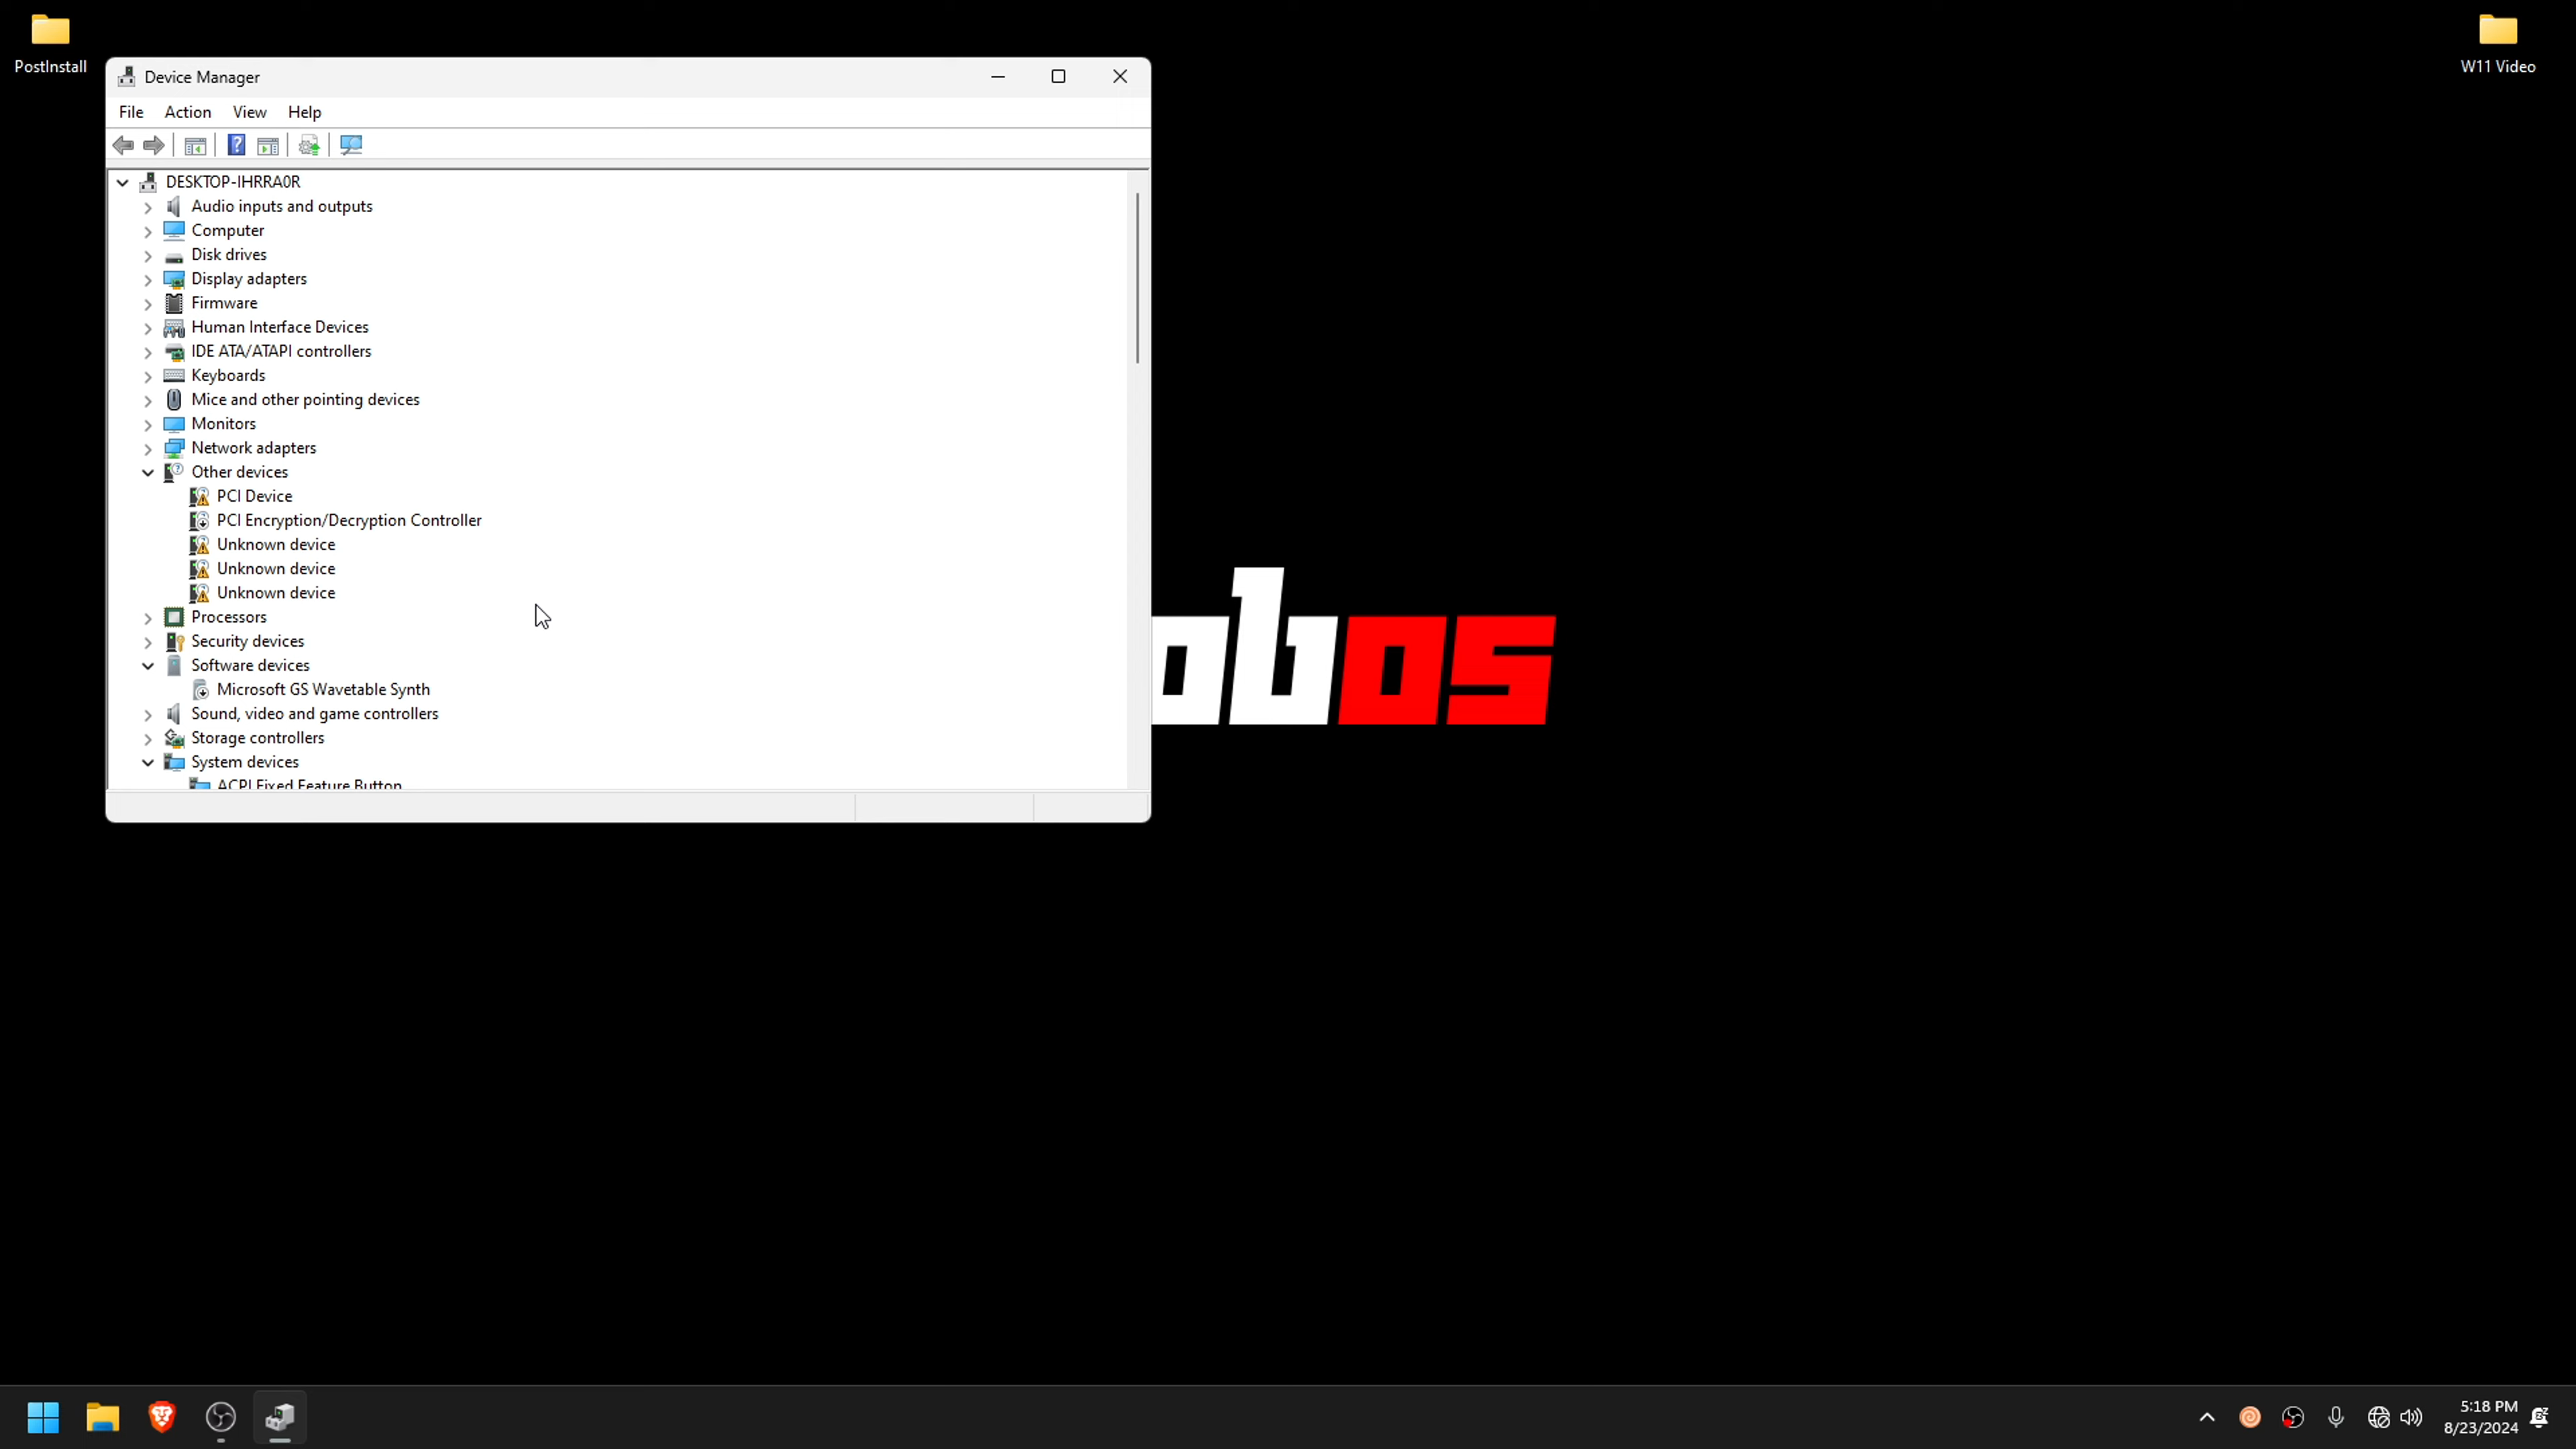 PostInstall
W11 Video
Device Manager
File Action View Help
DESKTOP-IHRRA0R
Audio inputs and outputs
Computer
Disk drives
Display adapters
Firmware
Human Interface Devices
IDE ATA/ATAPI controllers
Keyboards
Mice and other pointing devices
Monitors
Network adapters
Other devices
PCI Device
PCI Encryption/Decryption Controller
Unknown device
Unknown device
Unknown device
Processors
Security devices
Software devices
Microsoft GS Wavetable Synth
Sound, video and game controllers
Storage controllers
System devices
ACPI Fixed Feature Button
obos
5:18 PM
8/23/2024